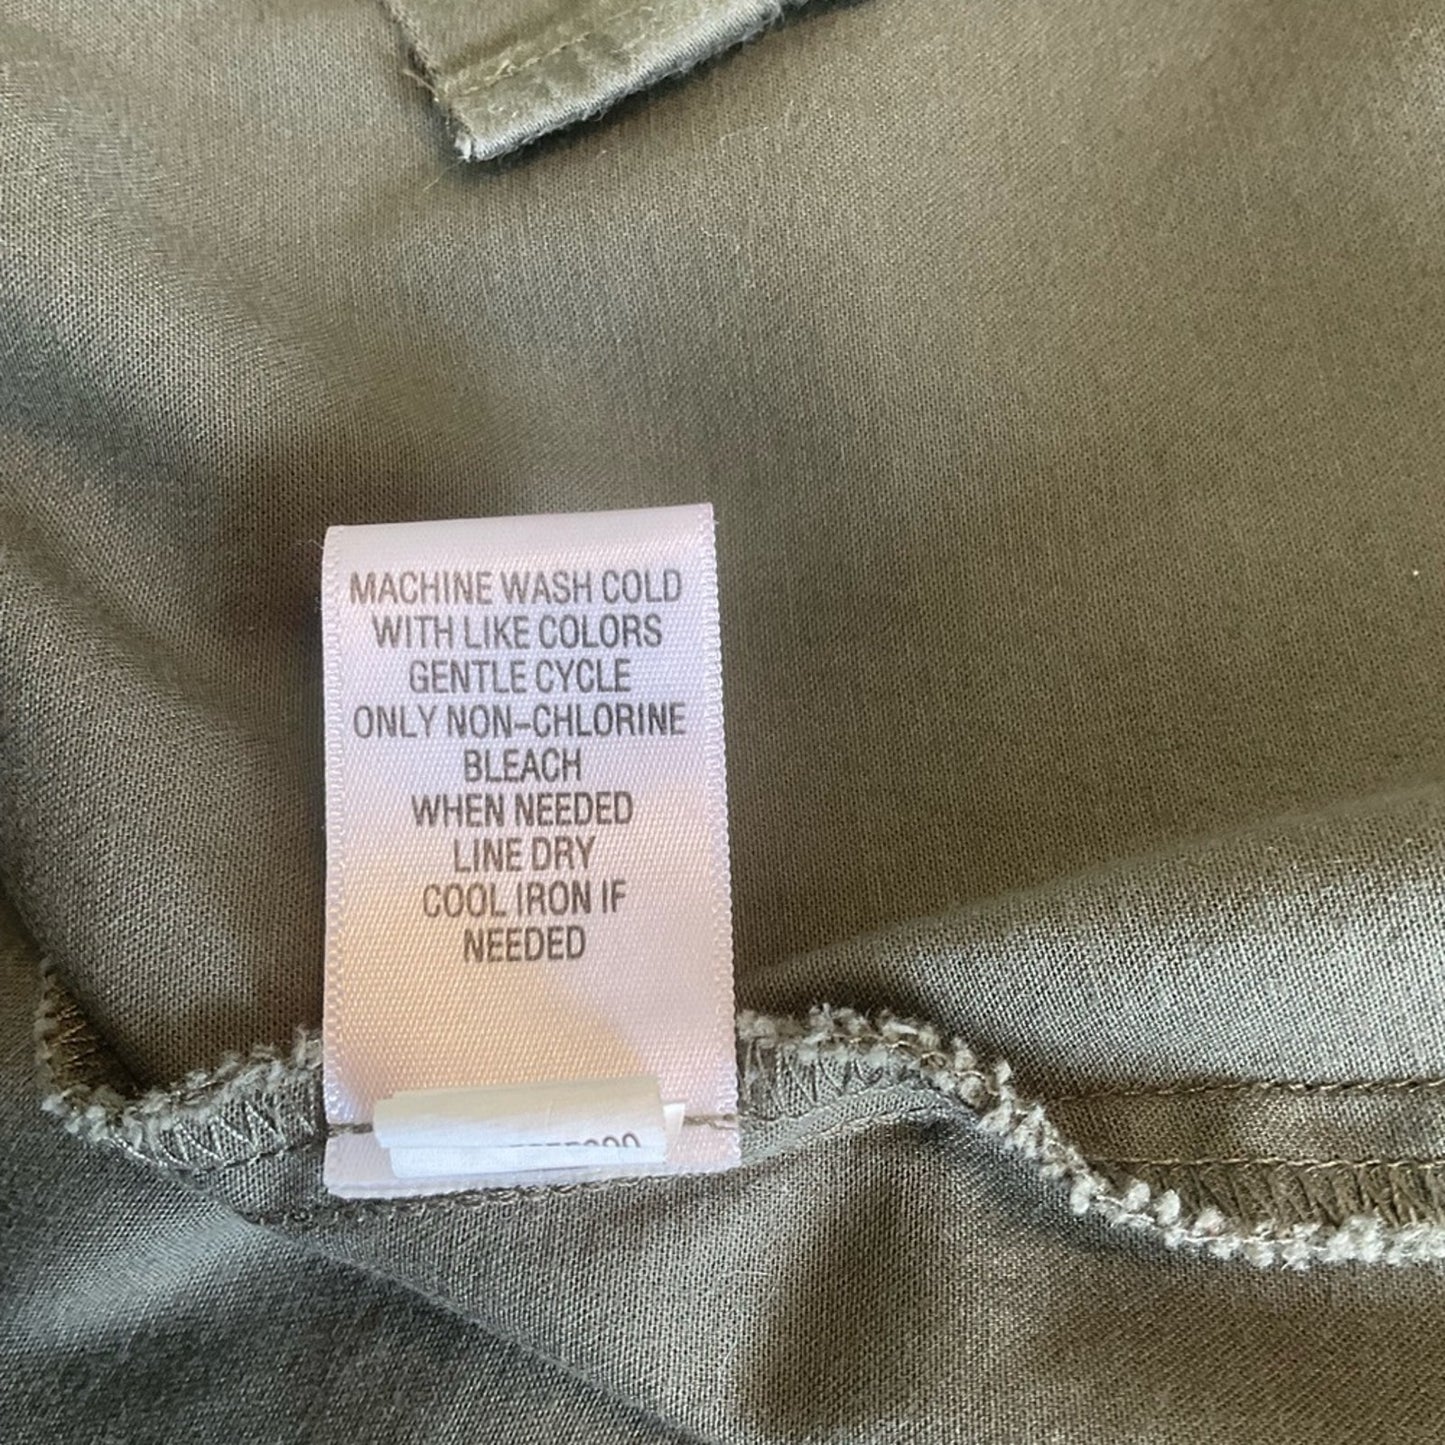 MACHINE WASH COLD
WITH LIKE COLORS
GENTLE CYCLE
ONLY NON-CHLORINE
BLEACH
WHEN NEEDED
LINE DRY
COOL IRON IF
NEEDED